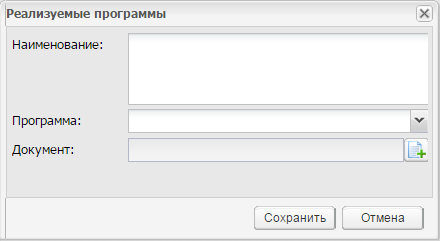 Реализуемые программы
Наименование:
Программа:
Документ:
Сохранить Отмена